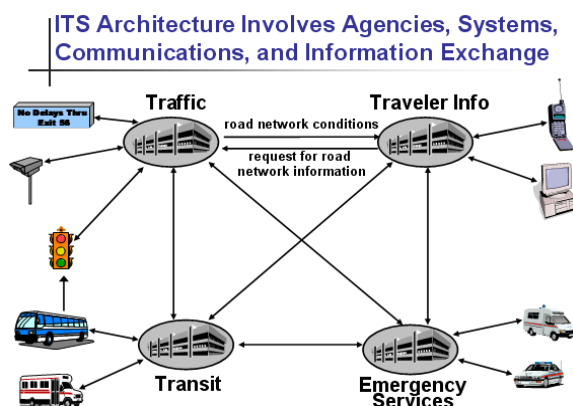 ITS Architecture Involves Agencies, Systems,
Communications, and Information Exchange
Traffic
Traveler Info
No Delays Thru
Exit 56
road network conditions
request for road
network information
Transit
Emergency
Services